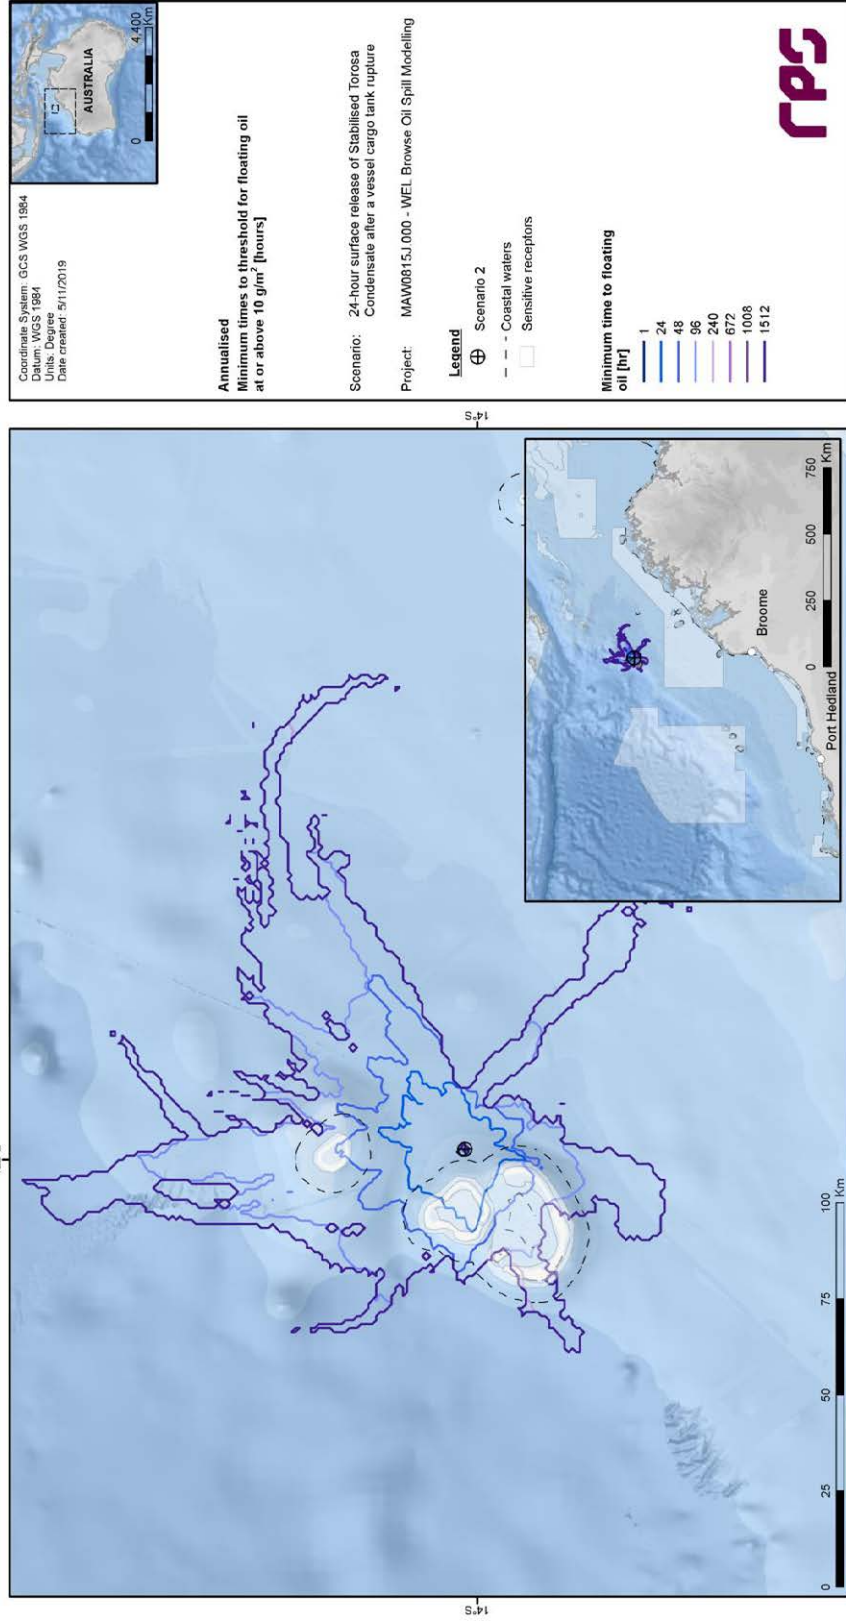 14°S
14°S
0
25
50
75
100
Km
Port Hedland
Broome
0
250
500
750
Km
Coordinate System: GCS WGS 1984
Datum: WGS 1984
Units: Degree
Date created: 5/11/2019
AUSTRALIA
0
4,400
Km
Annualised
Minimum times to threshold for floating oil
at or above 10 g/m² [hours]
Scenario: 24-hour surface release of Stabilised Torosa
Condensate after a vessel cargo tank rupture
Project: MAW0815J.000 - WEL Browse Oil Spill Modelling
Legend
Scenario 2
Coastal waters
Sensitive receptors
Minimum time to floating
oil [hr]
1
24
48
96
240
672
1008
1512
rps